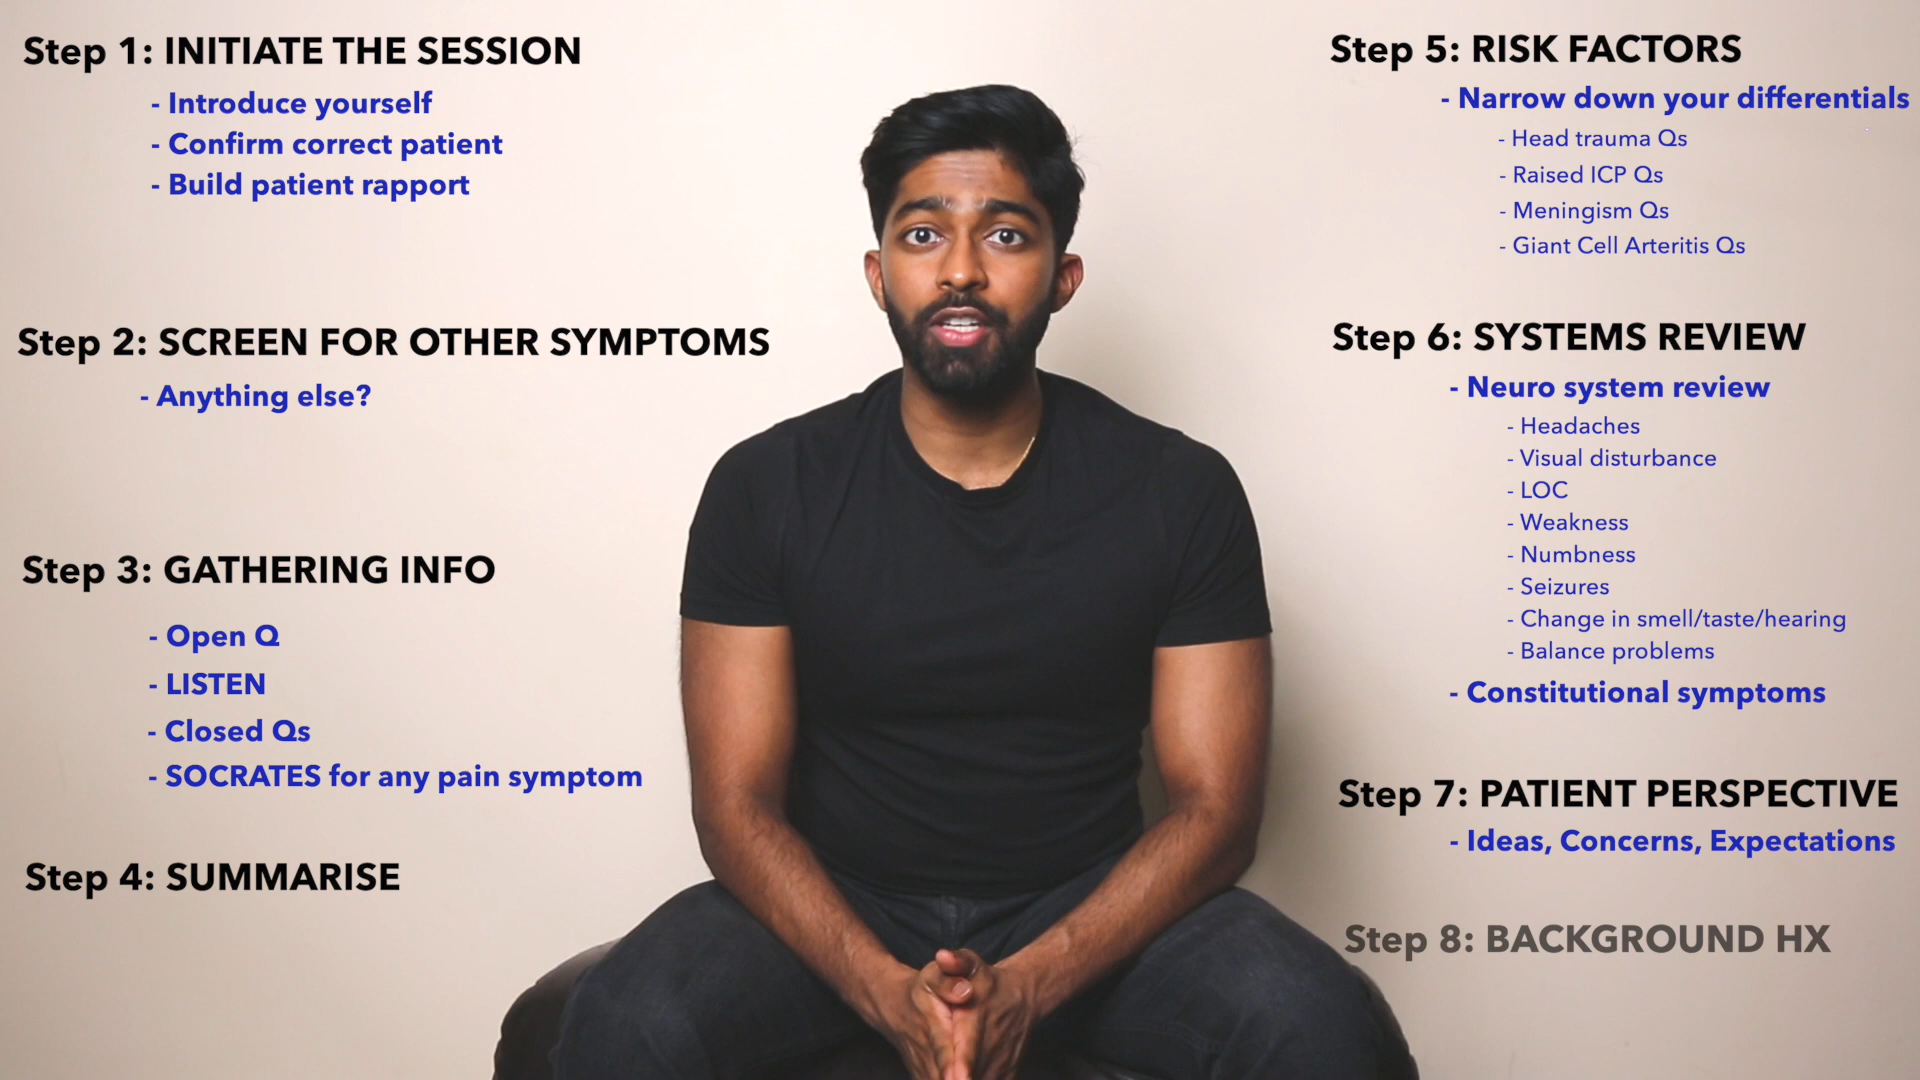 Step 1: INITIATE THE SESSION
- Introduce yourself
- Confirm correct patient
- Build patient rapport
Step 2: SCREEN FOR OTHER SYMPTOMS
- Anything else?
Step 3: GATHERING INFO
- Open Q
- LISTEN
- Closed Qs
- SOCRATES for any pain symptom
Step 4: SUMMARISE
Step 5: RISK FACTORS
- Narrow down your differentials
- Head trauma Qs
- Raised ICP Qs
- Meningism Qs
- Giant Cell Arteritis Qs
Step 6: SYSTEMS REVIEW
- Neuro system review
- Headaches
- Visual disturbance
- LOC
- Weakness
- Numbness
- Seizures
- Change in smell/taste/hearing
- Balance problems
- Constitutional symptoms
Step 7: PATIENT PERSPECTIVE
- Ideas, Concerns, Expectations
Step 8: BACKGROUND HX